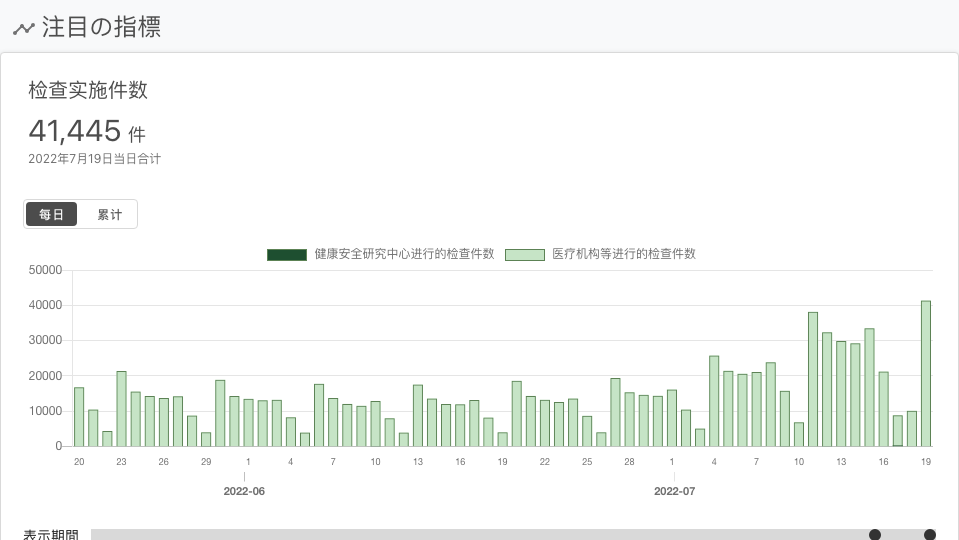 注目の指標
检查实施件数
41,445 件
2022年7月19日当日合计
每日 累计
健康安全研究中心进行的检查件数 医疗机构等进行的检查件数
50000
40000
30000
20000
10000
0
20 23 26 29 1 4 7 10 13 16 19 22 25 28 1 4 7 10 13 16 19
2022-06 2022-07
表示期間